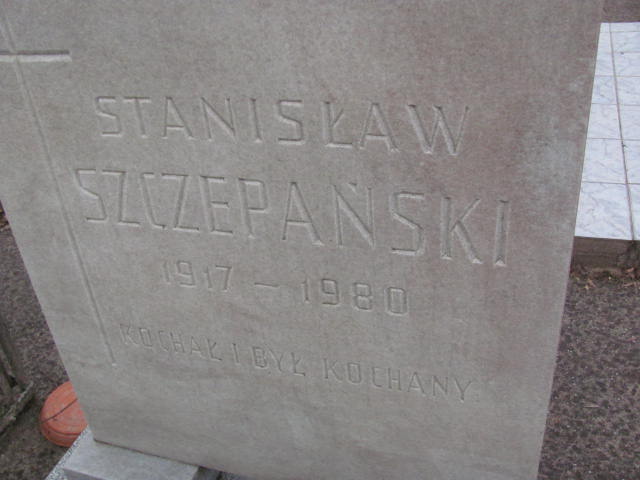 STANISŁAW
SZCZEPAŃSKI
1917 – 1980
KOCHAŁ I BYŁ KOCHANY.